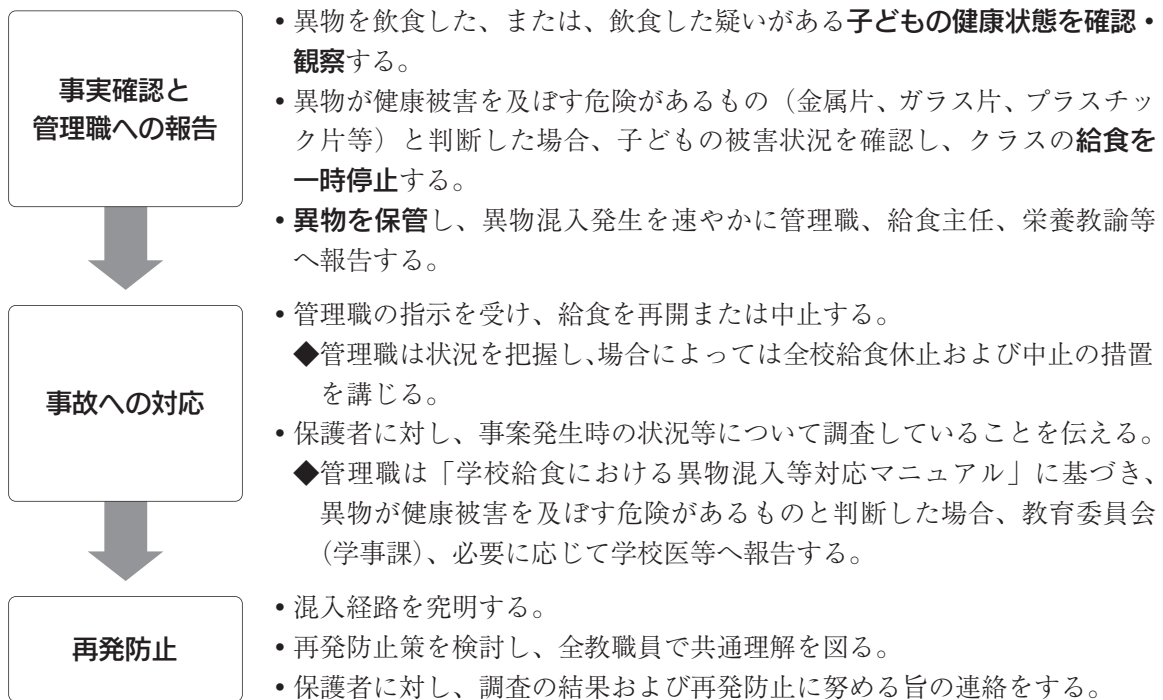 事実確認と
管理職への報告
•異物を飲食した、または、飲食した疑いがある子どもの健康状態を確認・
観察する。
•異物が健康被害を及ぼす危険があるもの（金属片、ガラス片、プラスチッ
ク片等）と判断した場合、子どもの被害状況を確認し、クラスの給食を
一時停止する。
•異物を保管し、異物混入発生を速やかに管理職、給食主任、栄養教諭等
へ報告する。
事故への対応
•管理職の指示を受け、給食を再開または中止する。
◆管理職は状況を把握し、場合によっては全校給食休止および中止の措置
を講じる。
•保護者に対し、事案発生時の状況等について調査していることを伝える。
◆管理職は「学校給食における異物混入等対応マニュアル」に基づき、
異物が健康被害を及ぼす危険があるものと判断した場合、教育委員会
（学事課）、必要に応じて学校医等へ報告する。
再発防止
•混入経路を究明する。
•再発防止策を検討し、全教職員で共通理解を図る。
•保護者に対し、調査の結果および再発防止に努める旨の連絡をする。